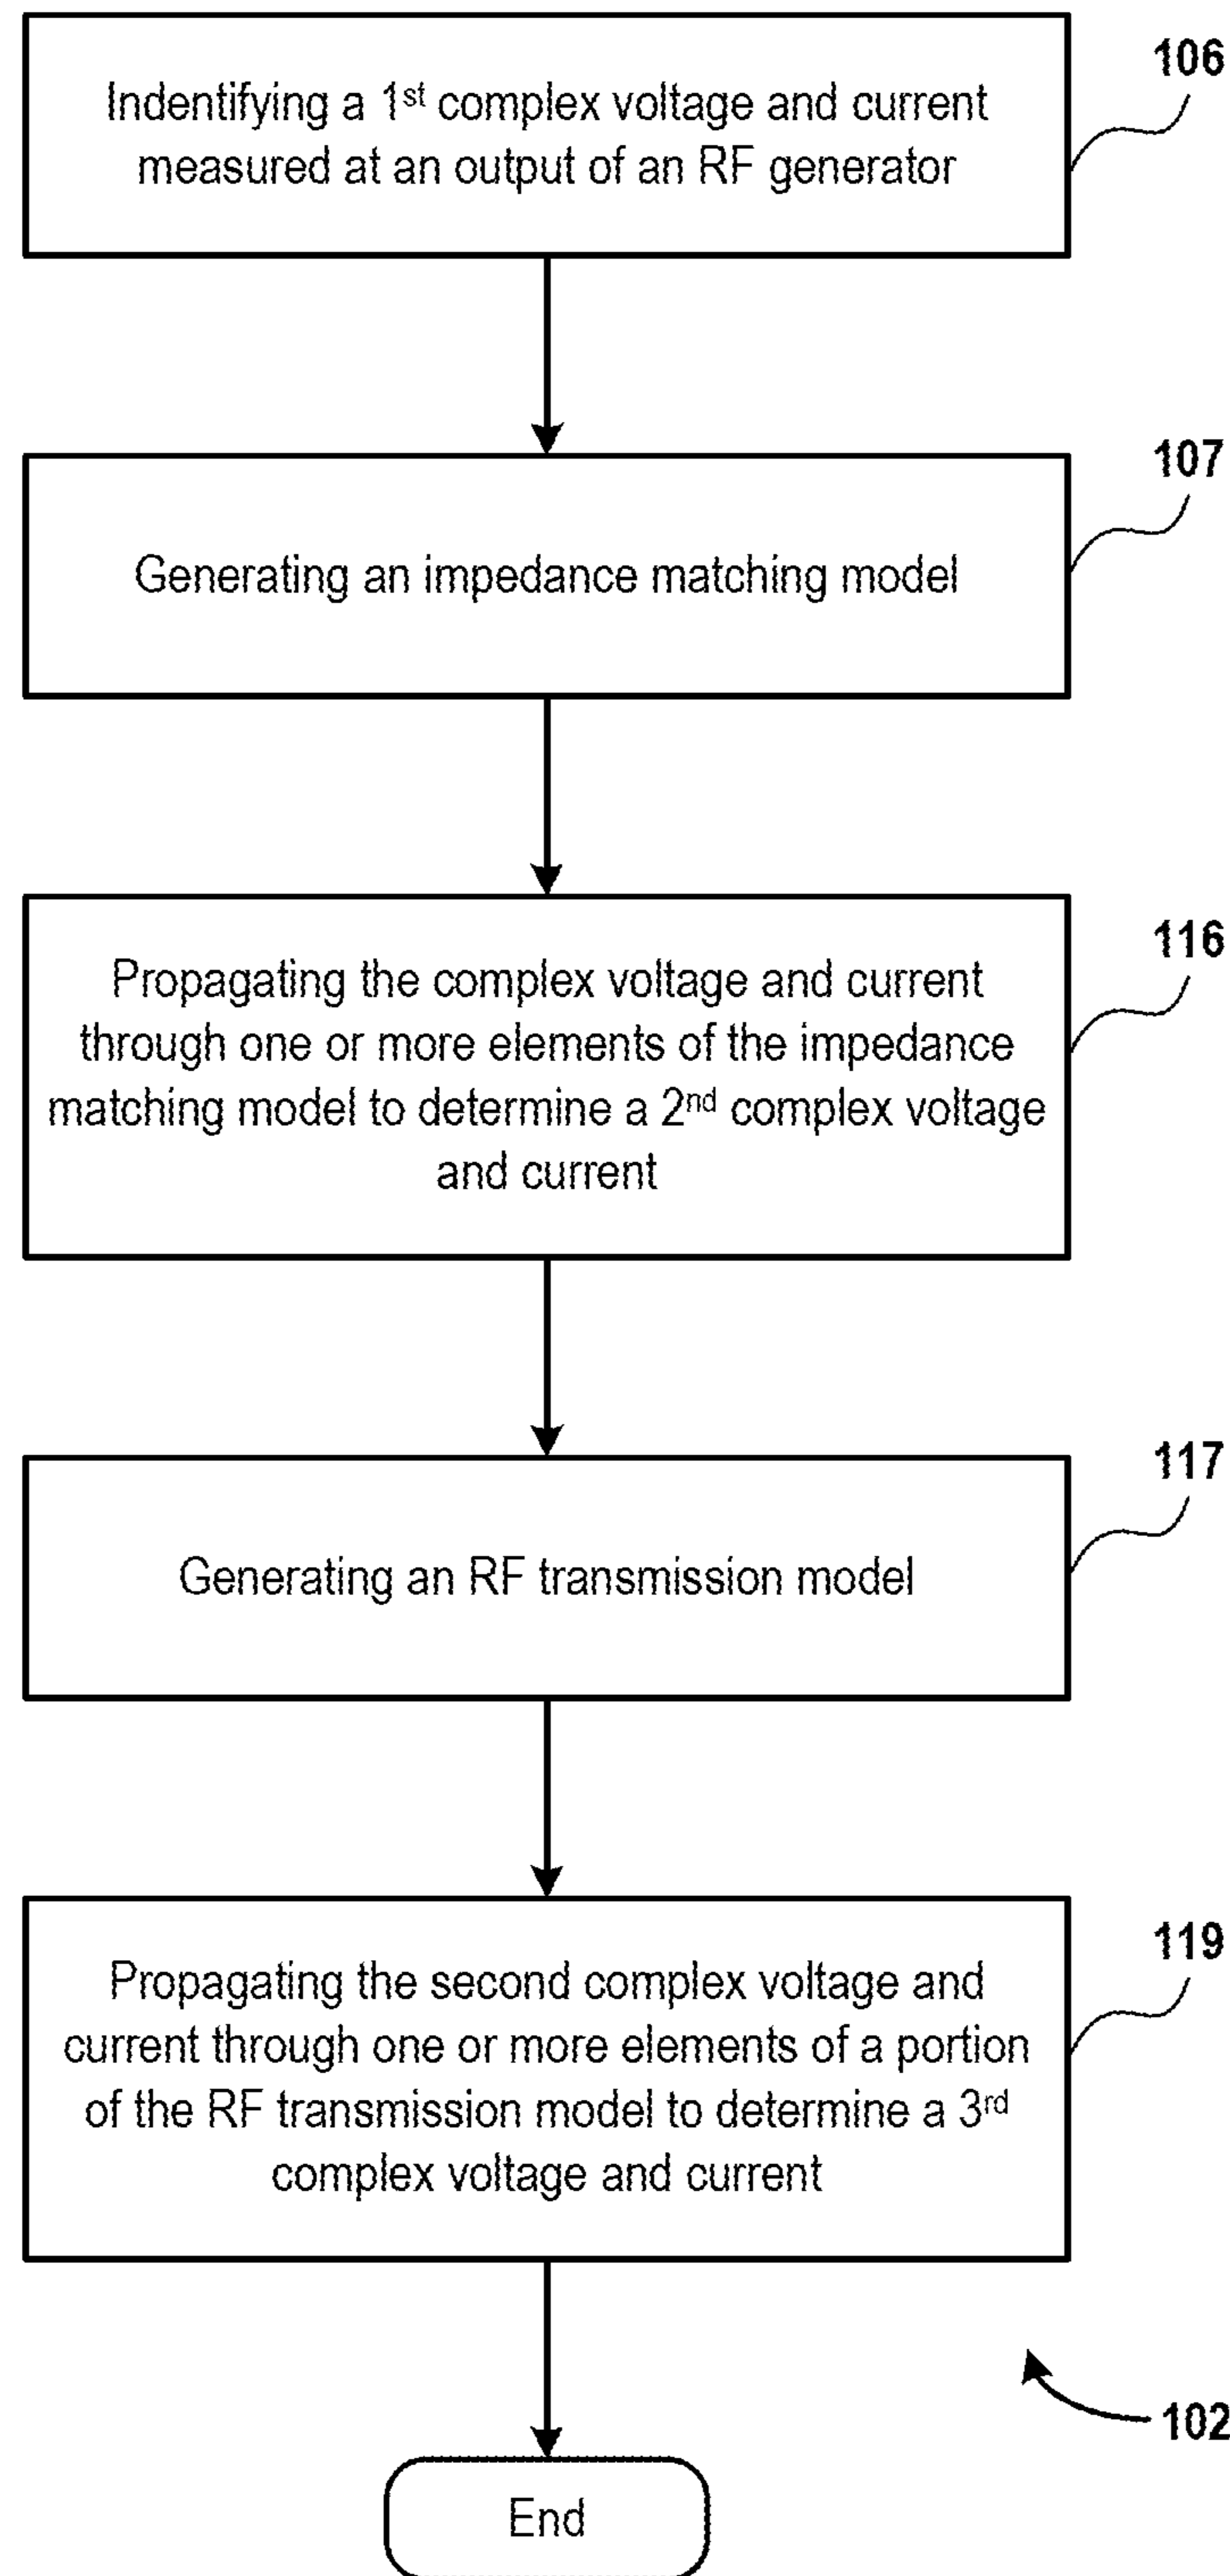 Indentifying a 1st complex voltage and current
measured at an output of an RF generator
106
Generating an impedance matching model
107
Propagating the complex voltage and current
through one or more elements of the impedance
matching model to determine a 2nd complex voltage
and current
116
Generating an RF transmission model
117
Propagating the second complex voltage and
current through one or more elements of a portion
of the RF transmission model to determine a 3rd
complex voltage and current
119
102
End